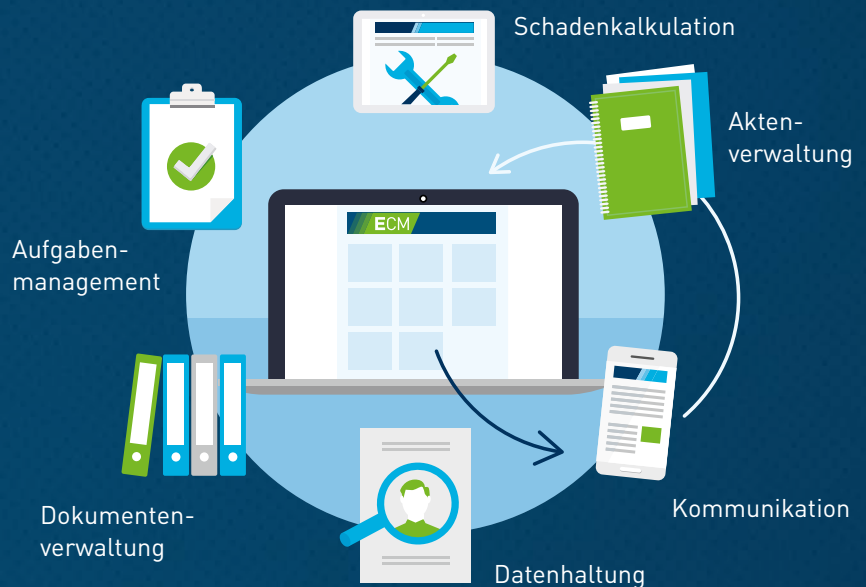 Schadenkalkulation
Akten-
verwaltung
ECM
Aufgaben-
management
Kommunikation
Dokumenten-
verwaltung
Datenhaltung